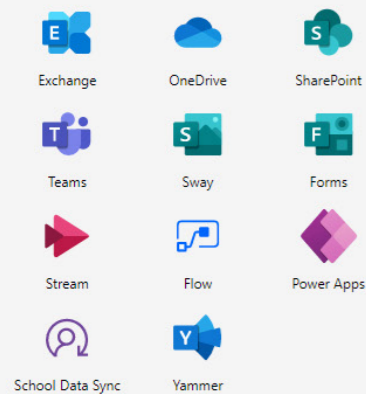 E
S
Exchange OneDrive SharePoint
T S F
Teams Sway Forms
Stream Flow Power Apps
Y
School Data Sync Yammer